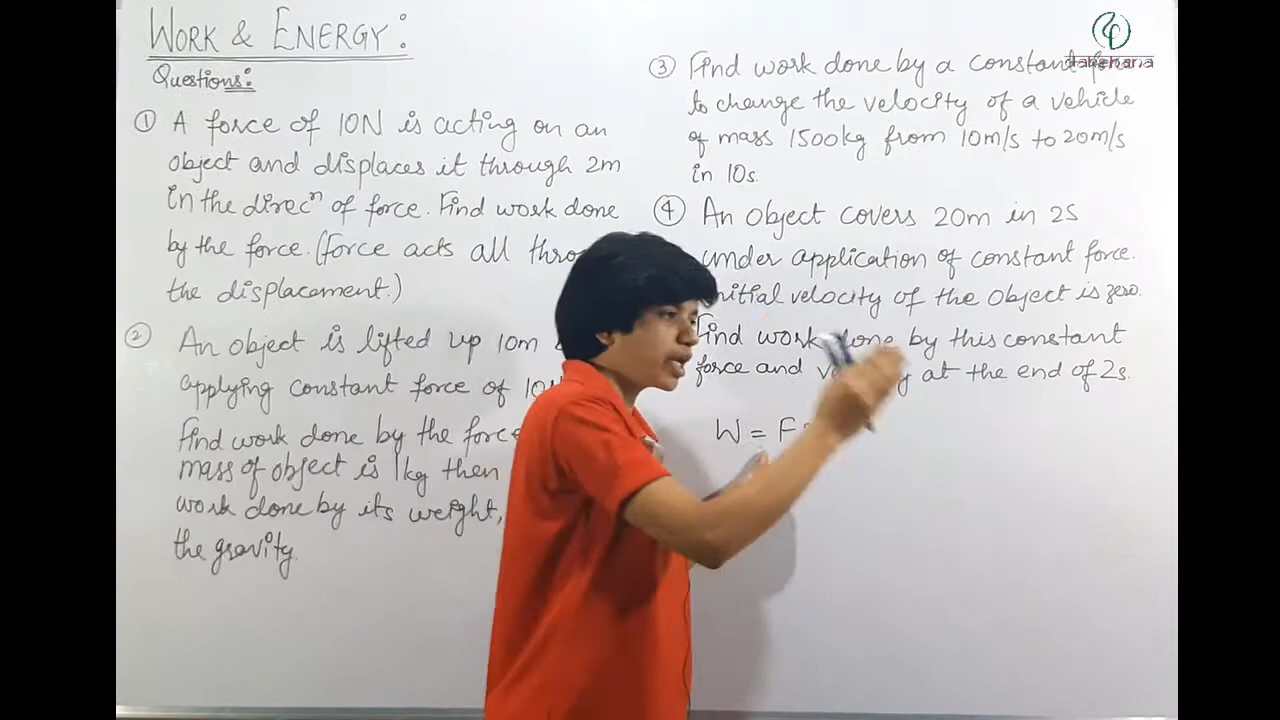 WORK & ENERGY:
Questions:
① A force of 10N is acting on an
object and displaces it through 2m
in the direcⁿ of force. Find work done
by the force. (force acts all thro
the displacement.)
② An object is lifted up 10m
applying constant force of
Find work done by the force
mass of object is 1kg then
work done by its weight,
the gravity.
③ Find work done by a constant
to change the velocity of a vehicle
of mass 1500kg from 10m/s to 20m/s
in 10s.
④ An object covers 20m in 2s
under application of constant force.
initial velocity of the object is zero.
Find work done by this constant
force and at the end of 2s.
W = F